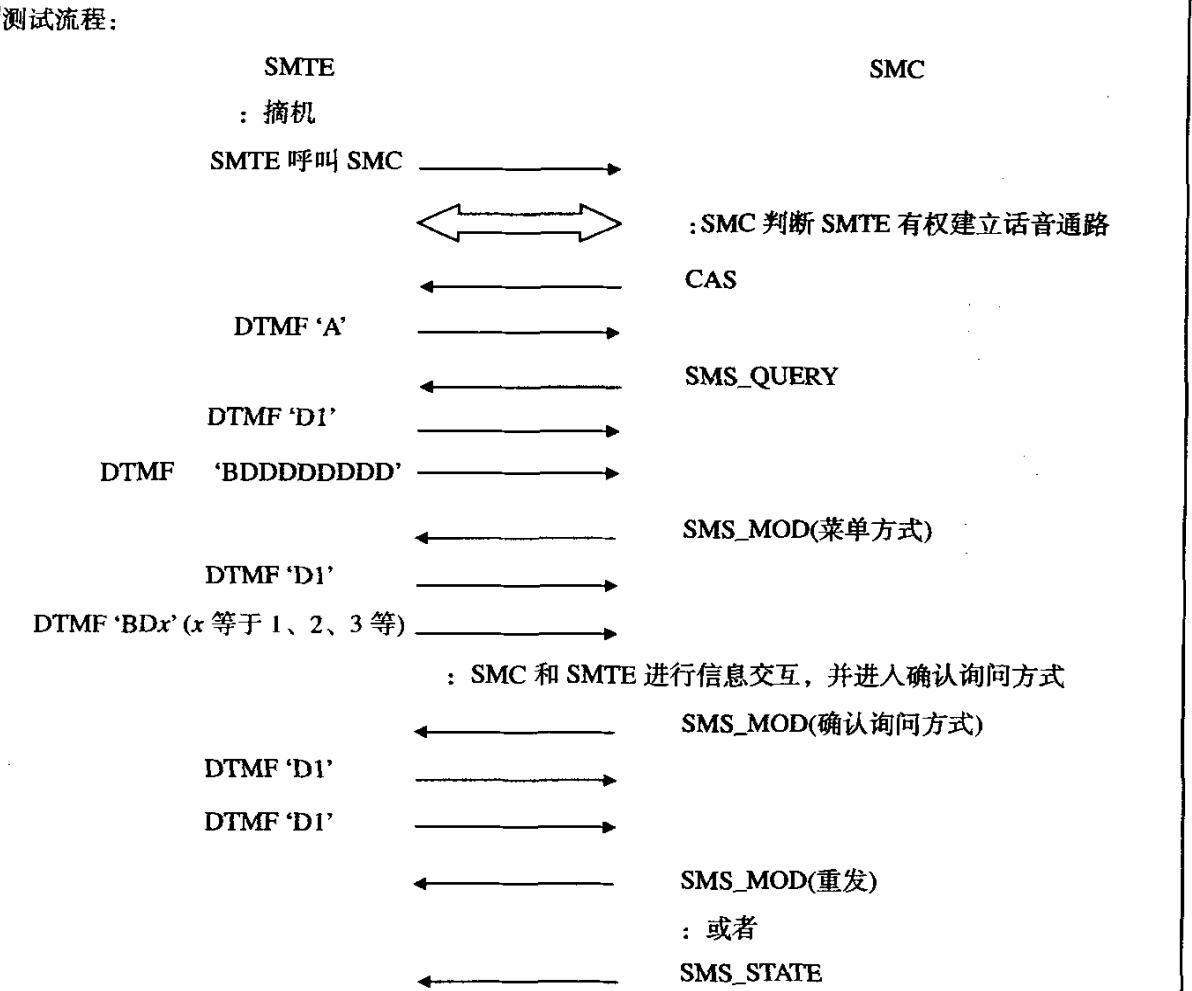 测试流程：
SMTE SMC
：摘机
SMTE 呼叫 SMC
：SMC 判断 SMTE 有权建立话音通路
CAS
DTMF ‘A’
SMS_QUERY
DTMF ‘D1’
DTMF ‘BDDDDDDDDD’
SMS_MOD(菜单方式)
DTMF ‘D1’
DTMF ‘BDx’ (x 等于 1、2、3 等)
：SMC 和 SMTE 进行信息交互，并进入确认询问方式
SMS_MOD(确认询问方式)
DTMF ‘D1’
DTMF ‘D1’
SMS_MOD(重发)
：或者
SMS_STATE